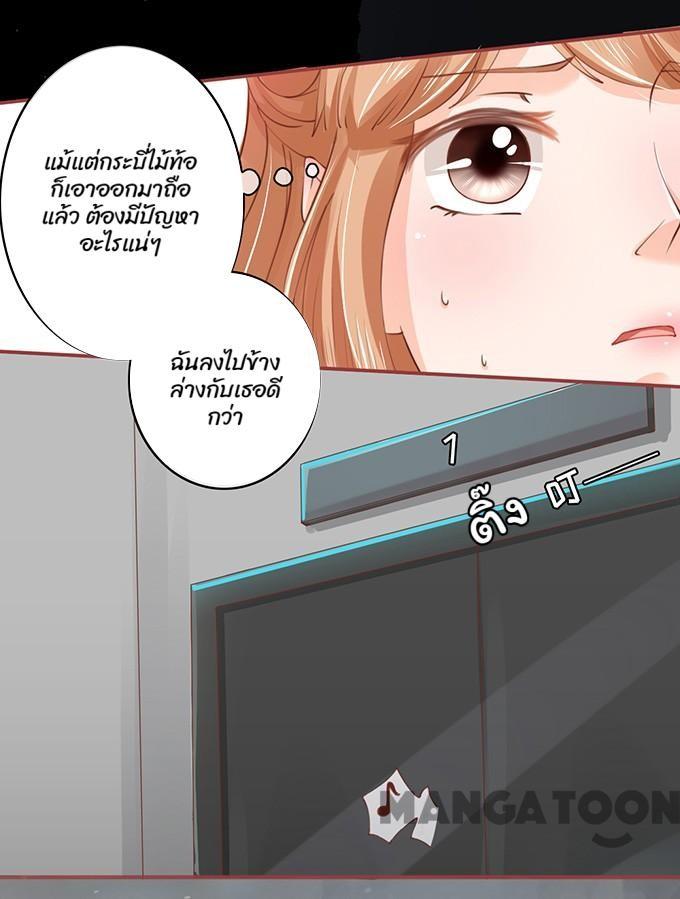 แม้แต่กระบี่ไม้ท้อ
ก็เอาออกมาถือ
แล้ว ต้องมีปัญหา
อะไรแน่ๆ
ฉันลงไปข้าง
ล่างกับเธอดี
กว่า
1
ติ๊ง 叮
MANGATOON